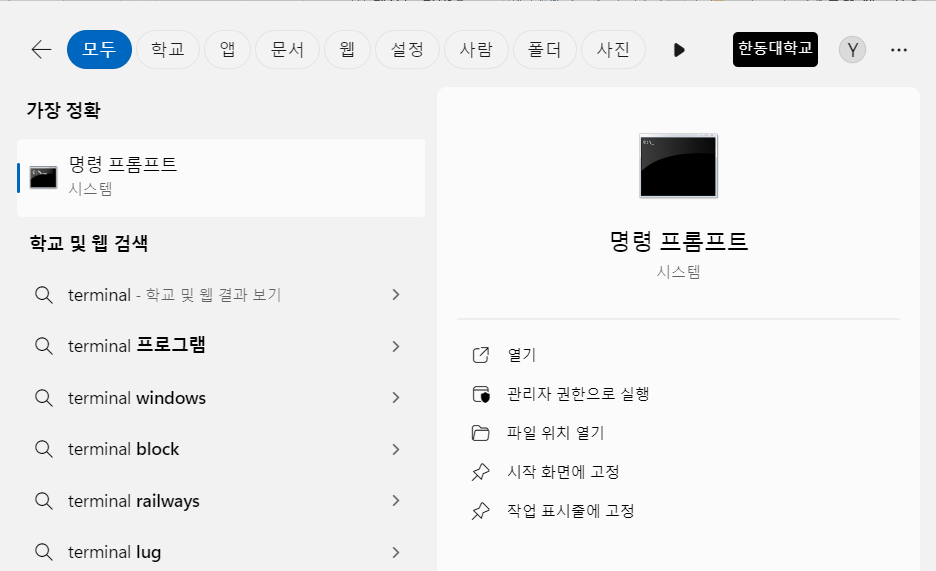 모두 학교 앱 문서 웹 설정 사람 폴더 사진 한동대학교 Y
가장 정확
명령 프롬프트
시스템
학교 및 웹 검색
terminal - 학교 및 웹 결과 보기
terminal 프로그램
terminal windows
terminal block
terminal railways
terminal lug
명령 프롬프트
시스템
열기
관리자 권한으로 실행
파일 위치 열기
시작 화면에 고정
작업 표시줄에 고정